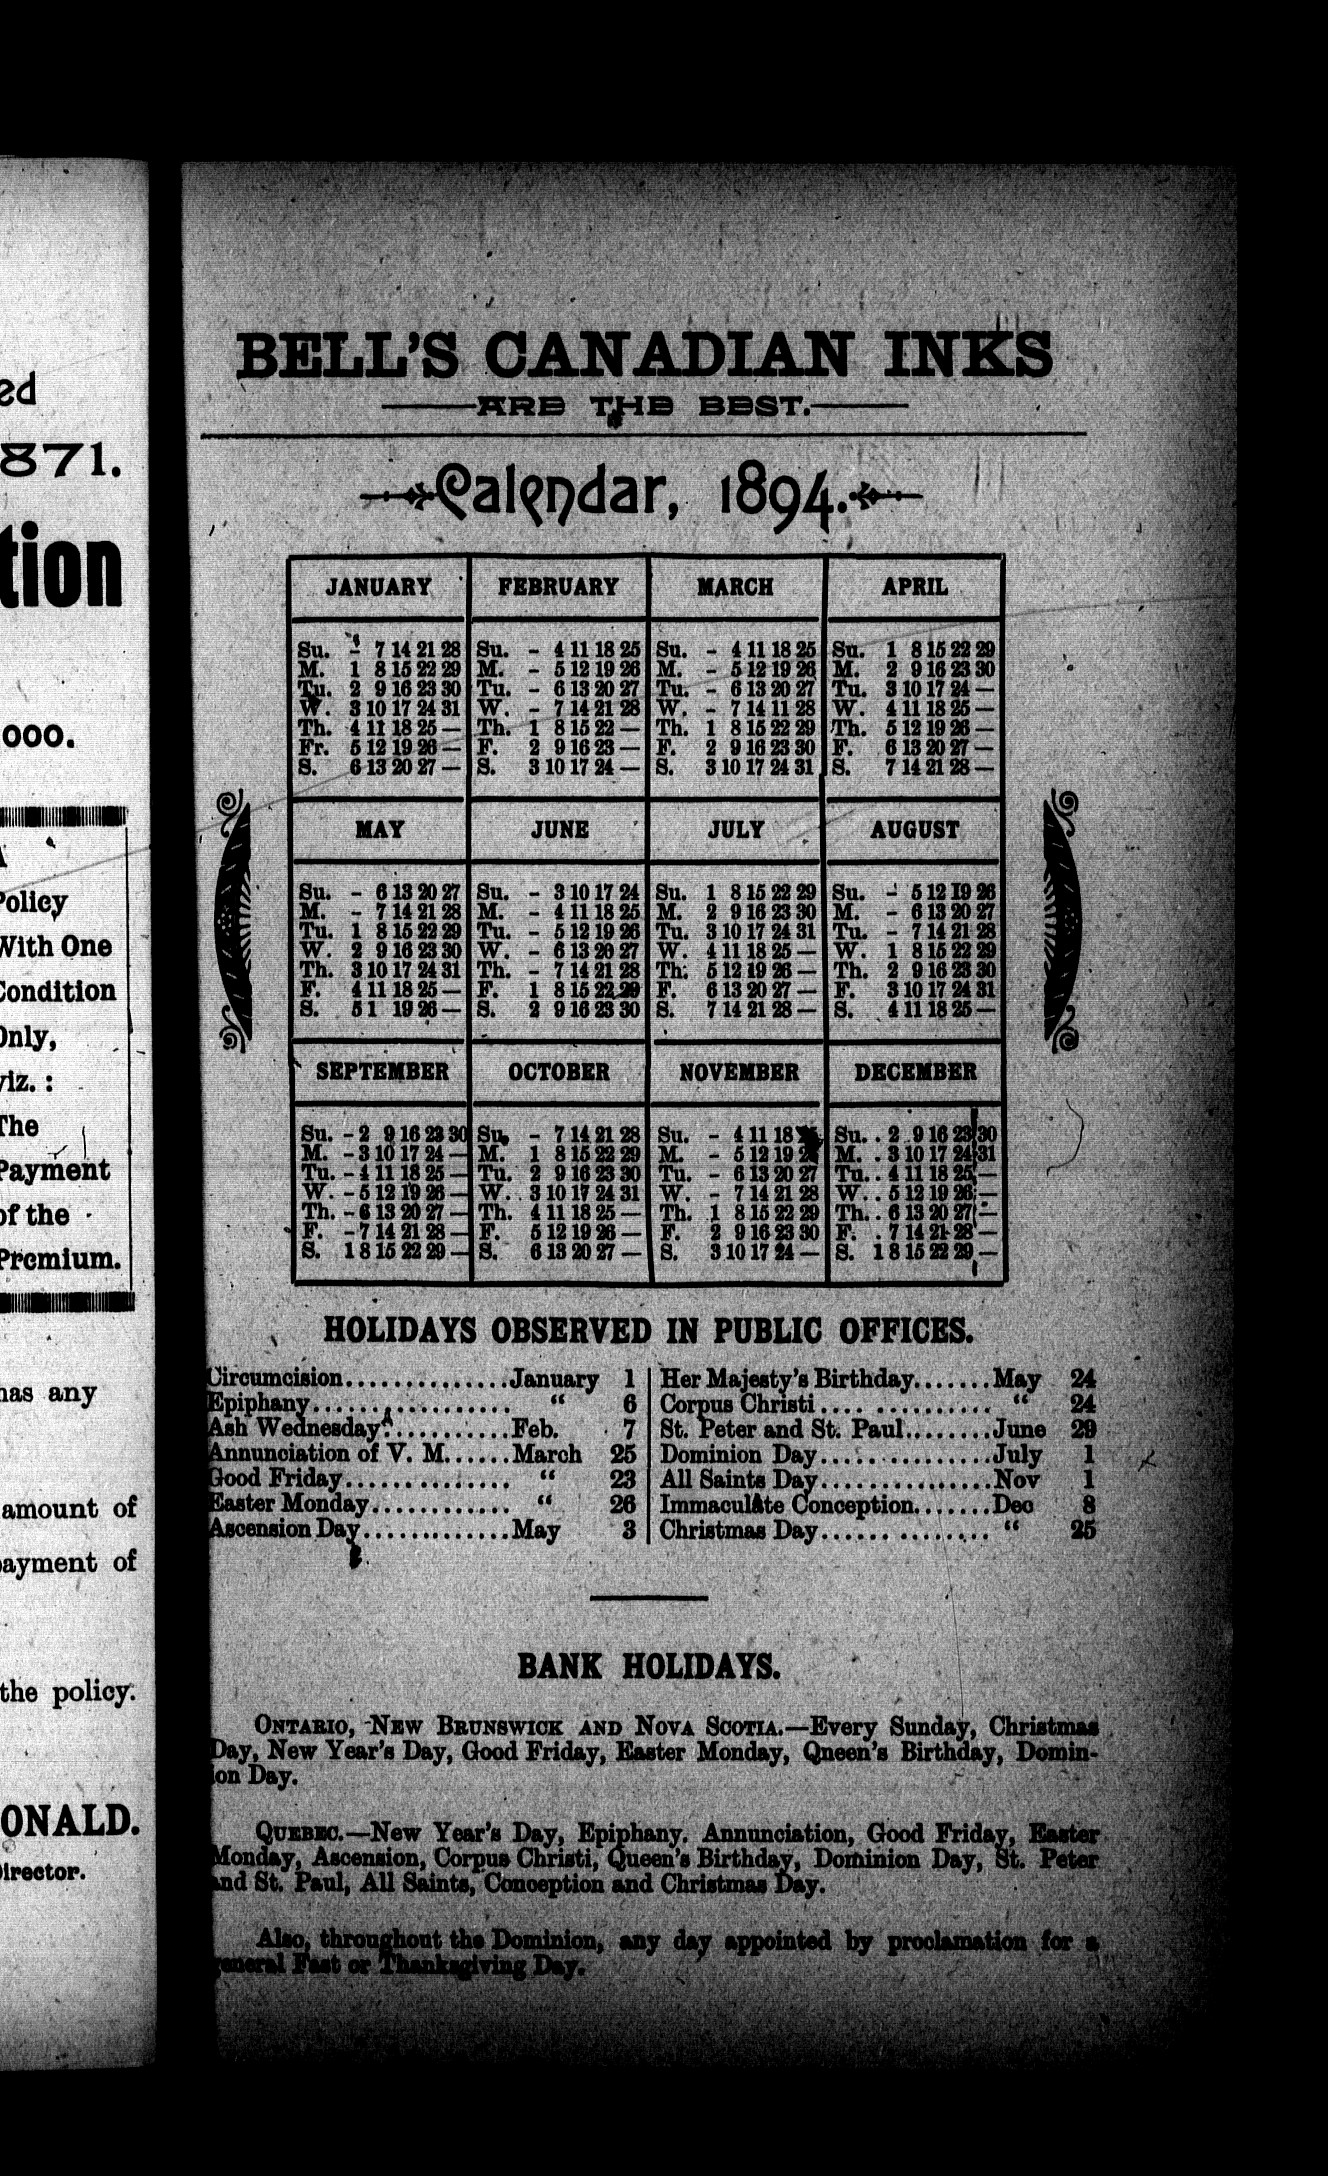 ed
871.
tion
000.
Policy
With One
Condition
Only,
viz. :
The
Payment
of the
Premium.
has any
amount of
payment of
the policy.
ONALD.
Director.
BELL'S CANADIAN INKS
ARE THE BEST.
Calendar, 1894.
JANUARY FEBRUARY MARCH APRIL
Su. - 7 14 21 28 Su. - 4 11 18 25 Su. - 4 11 18 25 Su. 1 8 15 22 29
M. 1 8 15 22 29 M. - 5 12 19 26 M. - 5 12 19 26 M. 2 9 16 23 30
Tu. 2 9 16 23 30 Tu. - 6 13 20 27 Tu. - 6 13 20 27 Tu. 3 10 17 24 —
W. 3 10 17 24 31 W. - 7 14 21 28 W. - 7 14 11 28 W. 4 11 18 25 —
Th. 4 11 18 25 — Th. 1 8 15 22 — Th. 1 8 15 22 29 Th. 5 12 19 26 —
Fr. 5 12 19 26 — F. 2 9 16 23 — F. 2 9 16 23 30 F. 6 13 20 27 —
S. 6 13 20 27 — S. 3 10 17 24 — S. 3 10 17 24 31 S. 7 14 21 28 —
MAY JUNE JULY AUGUST
Su. - 6 13 20 27 Su. - 3 10 17 24 Su. 1 8 15 22 29 Su. - 5 12 19 26
M. - 7 14 21 28 M. - 4 11 18 25 M. 2 9 16 23 30 M. - 6 13 20 27
Tu. 1 8 15 22 29 Tu. - 5 12 19 26 Tu. 3 10 17 24 31 Tu. - 7 14 21 28
W. 2 9 16 23 30 W. - 6 13 20 27 W. 4 11 18 25 — W. 1 8 15 22 29
Th. 3 10 17 24 31 Th. - 7 14 21 28 Th. 5 12 19 26 — Th. 2 9 16 23 30
F. 4 11 18 25 — F. 1 8 15 22 29 F. 6 13 20 27 — F. 3 10 17 24 31
S. 5 1 19 26 — S. 2 9 16 23 30 S. 7 14 21 28 — S. 4 11 18 25 —
SEPTEMBER OCTOBER NOVEMBER DECEMBER
Su. - 2 9 16 23 30 Su. - 7 14 21 28 Su. - 4 11 18 Su. . 2 9 16 23 30
M. - 3 10 17 24 — M. 1 8 15 22 29 M. - 5 12 19 M. . 3 10 17 24 31
Tu. - 4 11 18 25 — Tu. 2 9 16 23 30 Tu. - 6 13 20 27 Tu. . 4 11 18 25 —
W. - 5 12 19 26 — W. . 3 10 17 24 31 W. - 7 14 21 28 W. . 5 12 19 26 —
Th. - 6 13 20 27 — Th. 4 11 18 25 — Th. 1 8 15 22 29 Th. . 6 13 20 27 —
F. - 7 14 21 28 — F. 5 12 19 26 — F. 2 9 16 23 30 F. . 7 14 21 28 —
S. 1 8 15 22 29 — S. 6 13 20 27 — S. 3 10 17 24 — S. 1 8 15 22 29 —
HOLIDAYS OBSERVED IN PUBLIC OFFICES.
Circumcision..............January 1
Epiphany................. “ 6
Ash Wednesday...........Feb. 7
Annunciation of V. M......March 25
Good Friday.............. “ 23
Easter Monday............ “ 26
Ascension Day.............May 3
Her Majesty's Birthday.......May 24
Corpus Christi .... .......... “ 24
St. Peter and St. Paul........June 29
Dominion Day................July 1
All Saints Day...............Nov 1
Immaculate Conception.......Dec 8
Christmas Day...... ......... “ 25
BANK HOLIDAYS.
ONTARIO, NEW BRUNSWICK AND NOVA SCOTIA.—Every Sunday, Christmas
Day, New Year's Day, Good Friday, Easter Monday, Qneen's Birthday, Domin-
ion Day.
QUEBEC.—New Year's Day, Epiphany. Annunciation, Good Friday, Easter
Monday, Ascension, Corpus Christi, Queen's Birthday, Dominion Day, St. Peter
and St. Paul, All Saints, Conception and Christmas Day.
Also, throughout the Dominion, any day appointed by proclamation for a
general Fast or Thanksgiving Day.